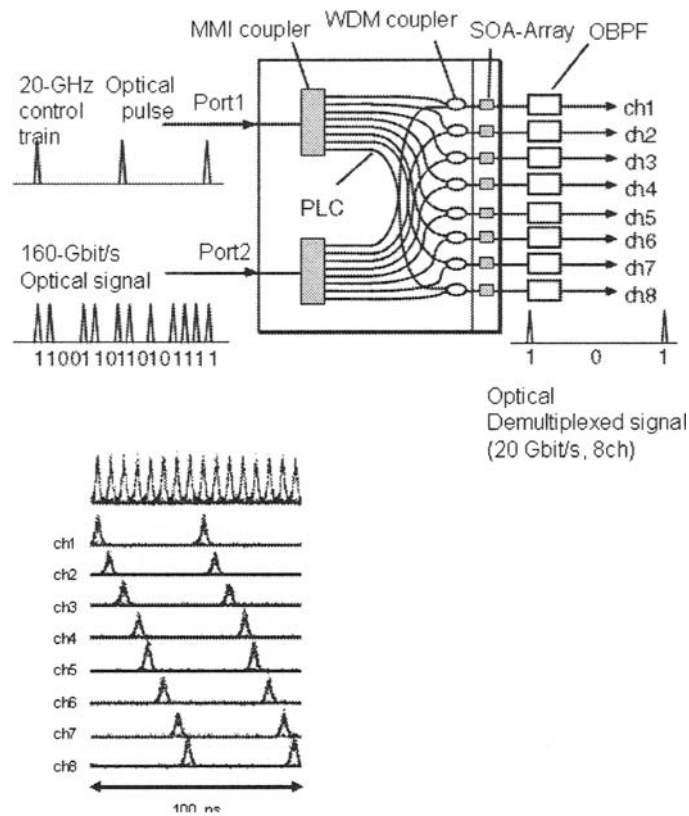 MMI coupler
WDM coupler
SOA-Array
OBPF
20-GHz Optical
control pulse
train
Port1
PLC
160-Gbit/s
Optical signal
Port2
1100110110101111
ch1
ch2
ch3
ch4
ch5
ch6
ch7
ch8
1 0 1
Optical
Demultiplexed signal
(20 Gbit/s, 8ch)
ch1
ch2
ch3
ch4
ch5
ch6
ch7
ch8
100